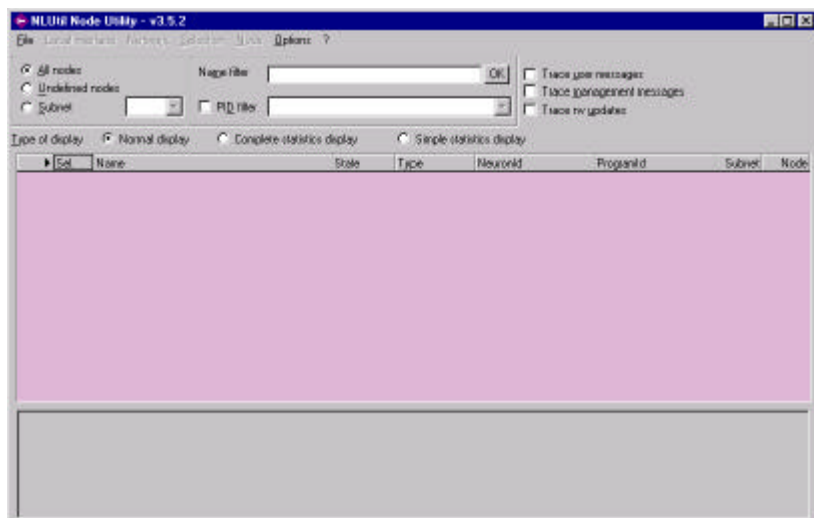 NLUtil Node Utility - v3.5.2
File Options ?
All nodes
Undefined nodes
Subnet
Name filter OK
PID filter
Trace user messages
Trace management messages
Trace nv updates
Type of display Normal display Complete statistics display Simple statistics display
Sel. Name State Type NeuronId ProgramId Subnet Node